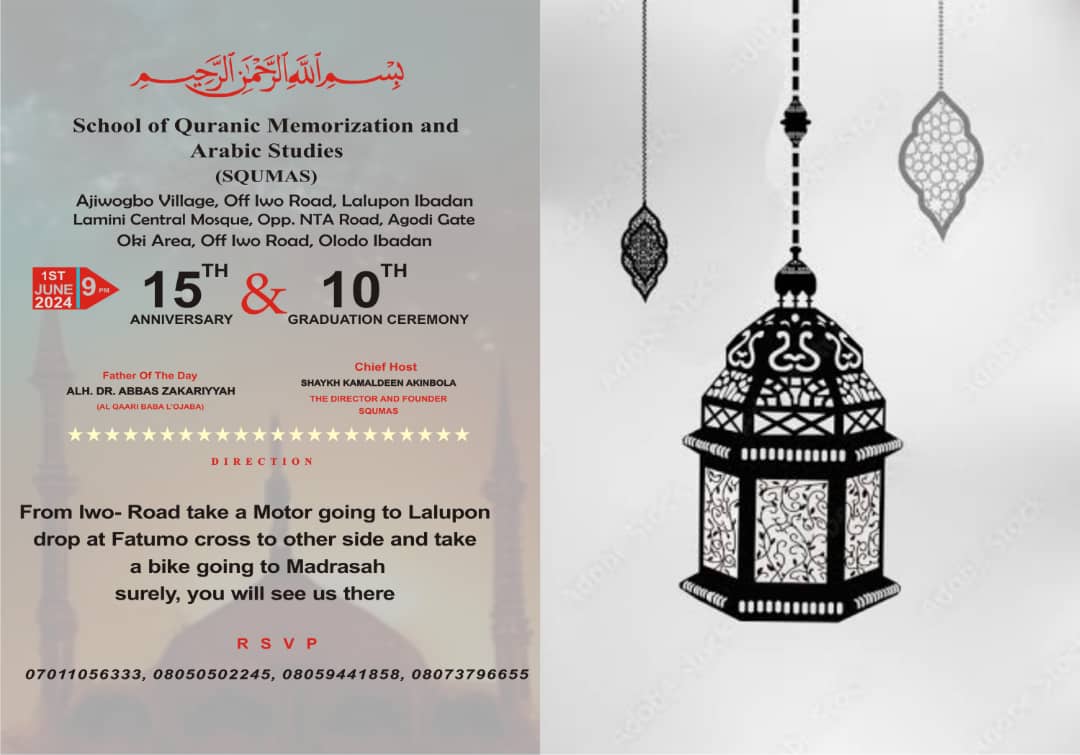 بِسْمِ اللهِ الرَّحْمٰنِ الرَّحِيْمِ
School of Quranic Memorization and
Arabic Studies
(SQUMAS)
Ajiwogbo Village, Off Iwo Road, Lalupon Ibadan
Lamini Central Mosque, Opp. NTA Road, Agodi Gate
Oki Area, Off Iwo Road, Olodo Ibadan
1ST
JUNE
2024
9 PM
15TH
ANNIVERSARY
&
10TH
GRADUATION CEREMONY
Father Of The Day
ALH. DR. ABBAS ZAKARIYYAH
(AL QAARI BABA L'OJABA)
Chief Host
SHAYKH KAMALDEEN AKINBOLA
THE DIRECTOR AND FOUNDER
SQUMAS
DIRECTION
From Iwo- Road take a Motor going to Lalupon
drop at Fatumo cross to other side and take
a bike going to Madrasah
surely, you will see us there
RSVP
07011056333, 08050502245, 08059441858, 08073796655
Adobe Stock